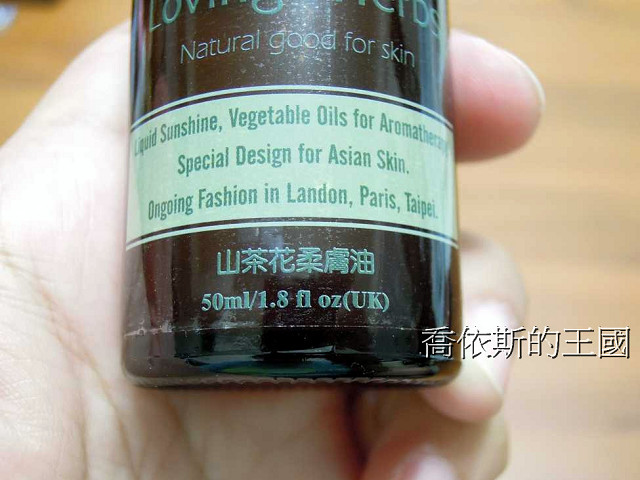 Natural good for skin
Liquid Sunshine, Vegetable Oils for Aromatherapy
Special Design for Asian Skin.
Ongoing Fashion in Landon, Paris, Taipei.
山茶花柔膚油
50ml/1.8 fl oz(UK)
喬依斯的王國